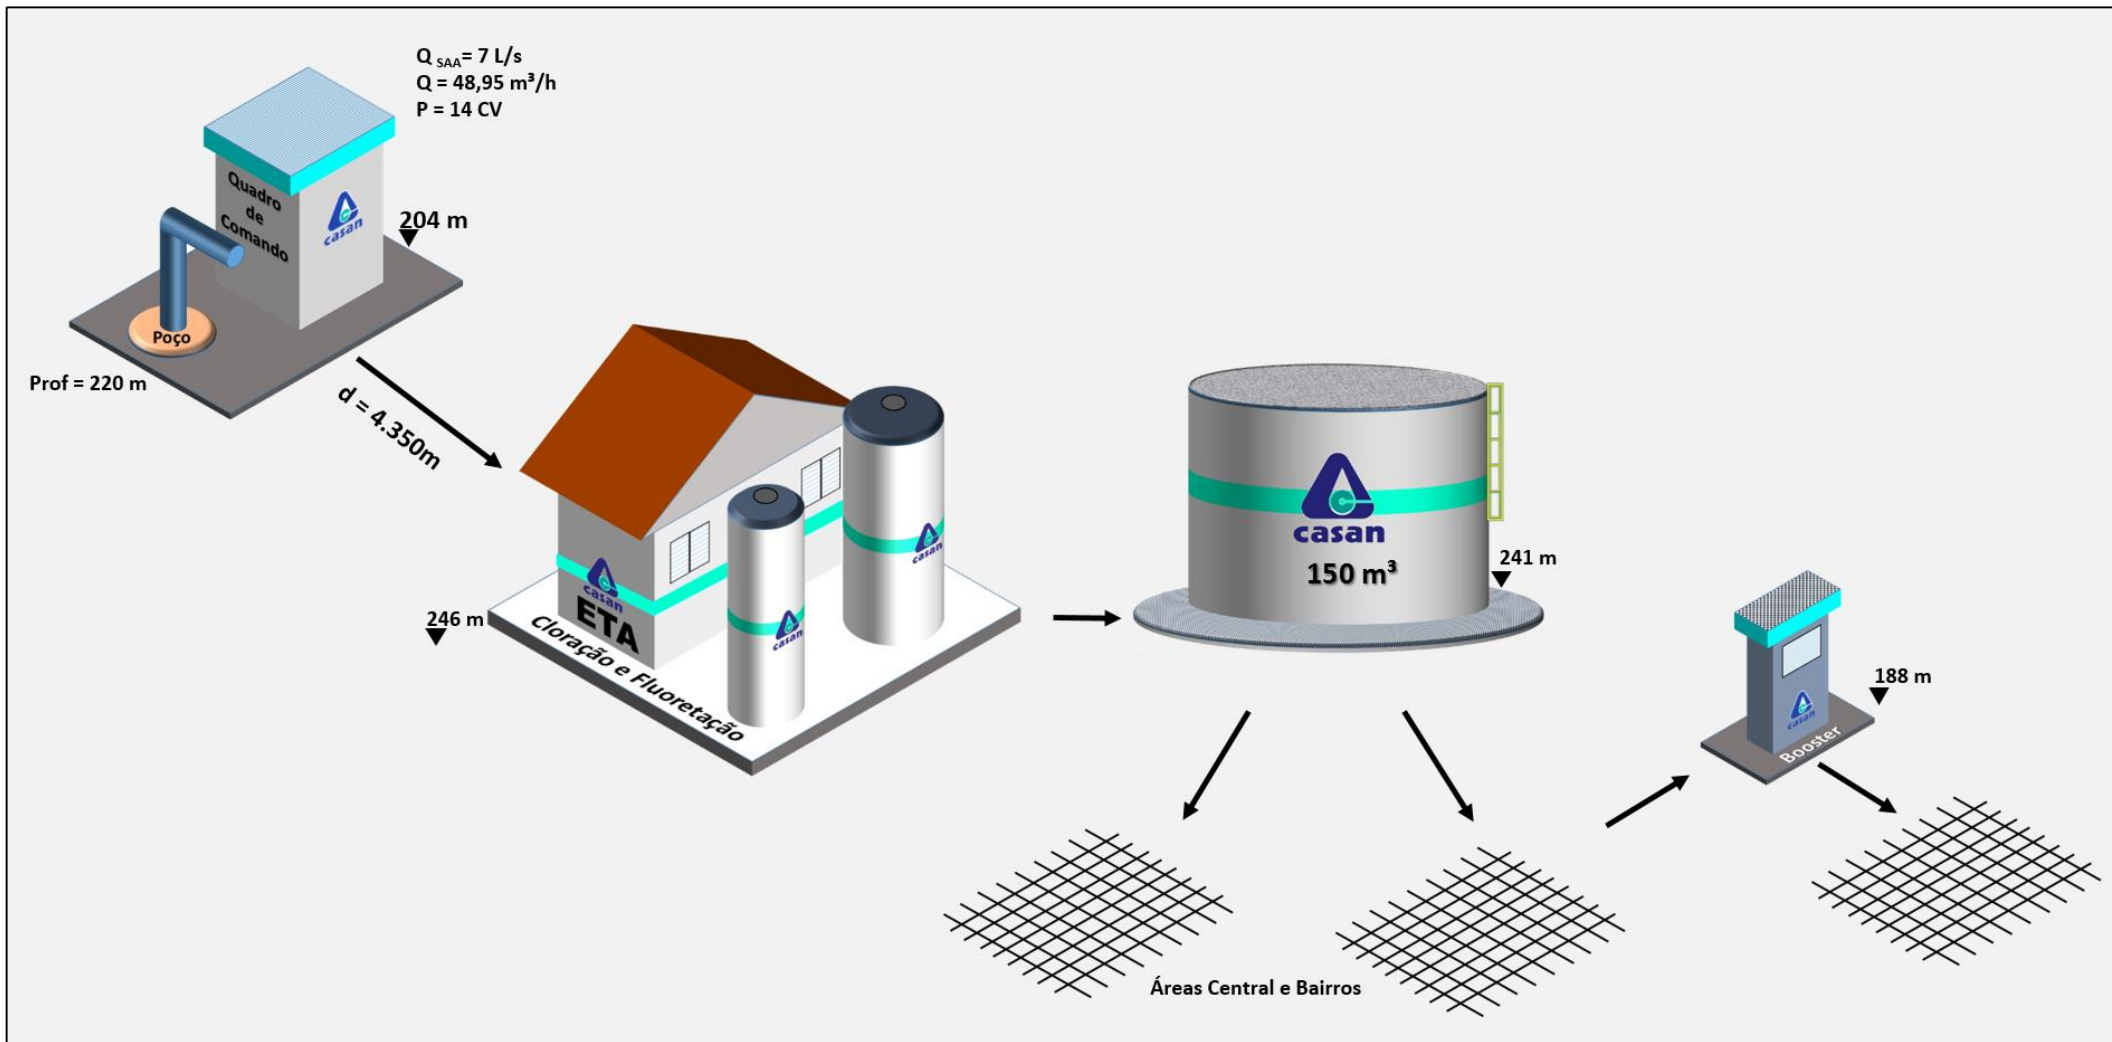 Q SAA= 7 L/s
Q = 48,95 m³/h
P = 14 CV
Quadro
de
Comando
casan
204 m
Poço
Prof = 220 m
d = 4.350m
246 m
casan
ETA
Cloração e Fluoretação
casan
casan
casan
150 m³
241 m
188 m
casan
Booster
Áreas Central e Bairros